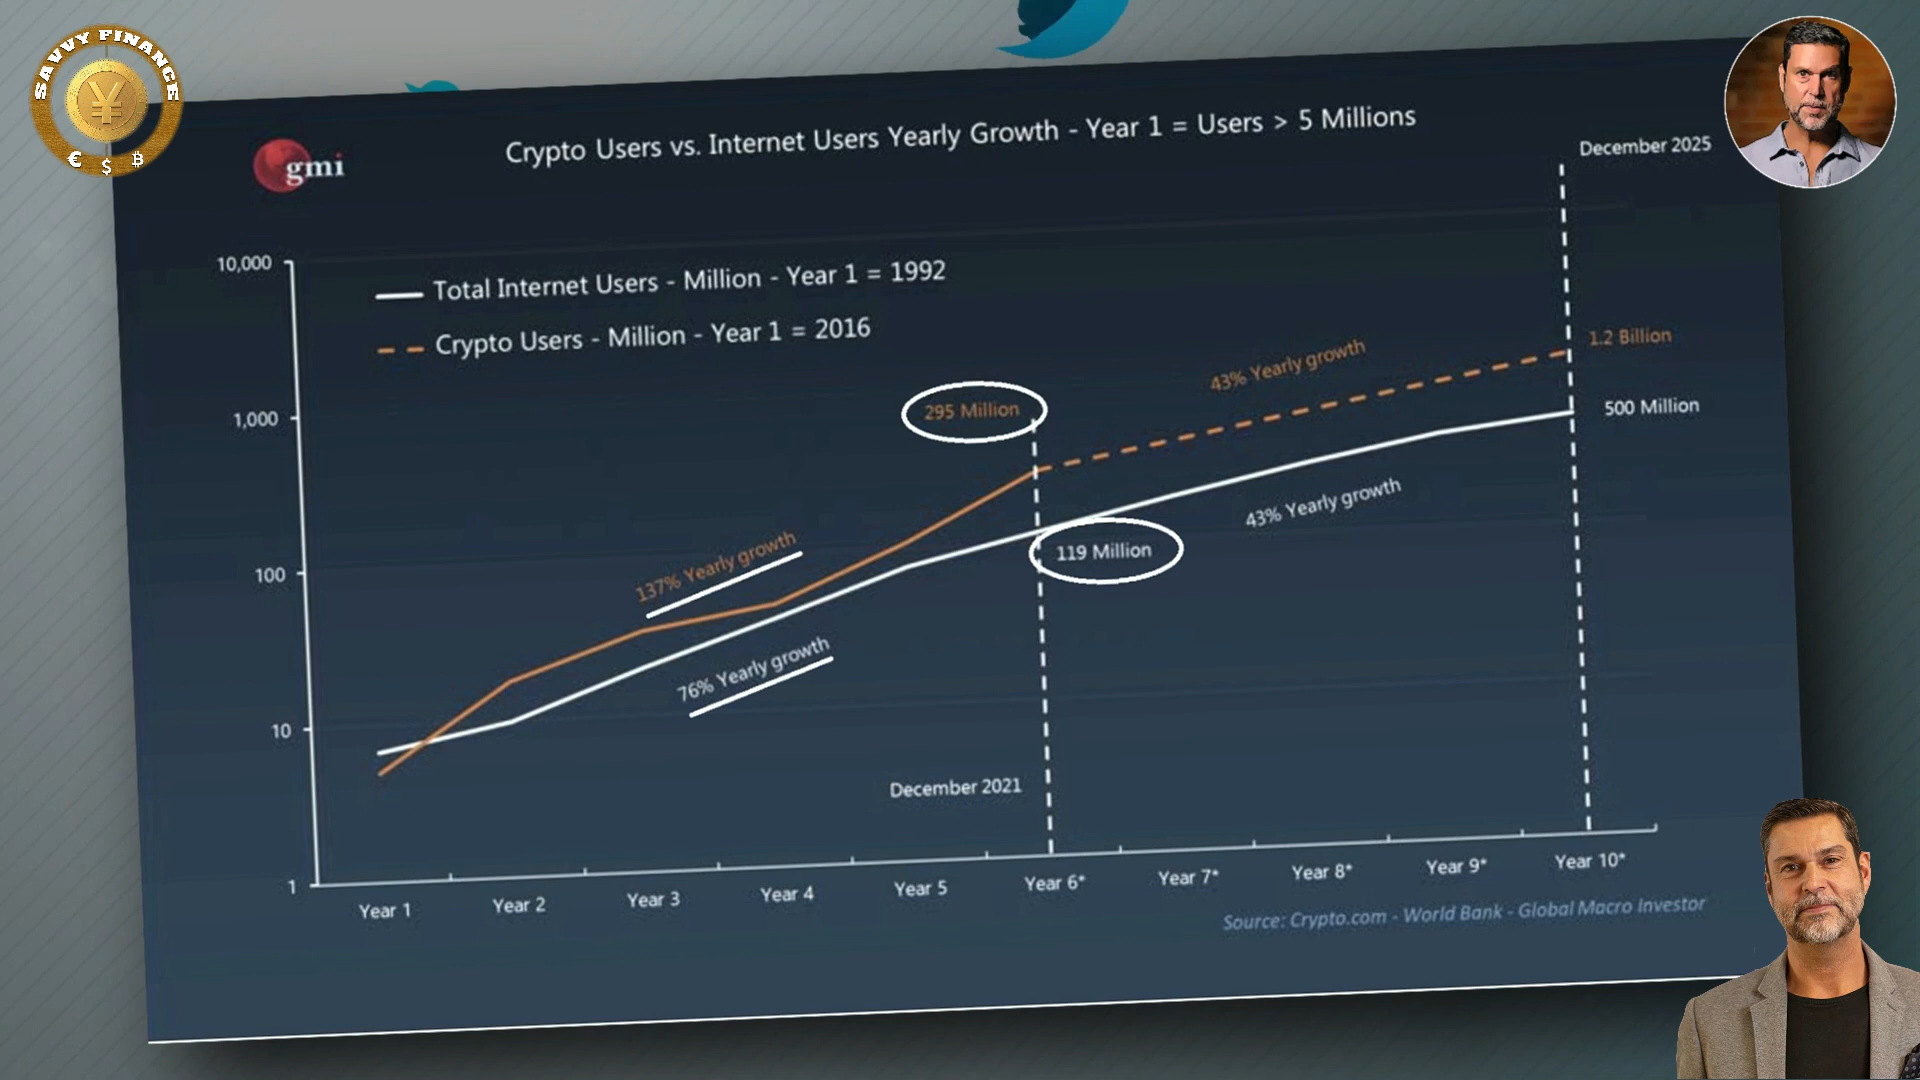 SAVVY FINANCE
¥
€ $ ₿
gmi
Crypto Users vs. Internet Users Yearly Growth - Year 1 = Users > 5 Millions
December 2025
10,000
1,000
100
10
1
Total Internet Users - Million - Year 1 = 1992
Crypto Users - Million - Year 1 = 2016
295 Million
43% Yearly growth
1.2 Billion
500 Million
43% Yearly growth
119 Million
137% Yearly growth
76% Yearly growth
December 2021
Year 1 Year 2 Year 3 Year 4 Year 5 Year 6* Year 7* Year 8* Year 9* Year 10*
Source: Crypto.com - World Bank - Global Macro Investor